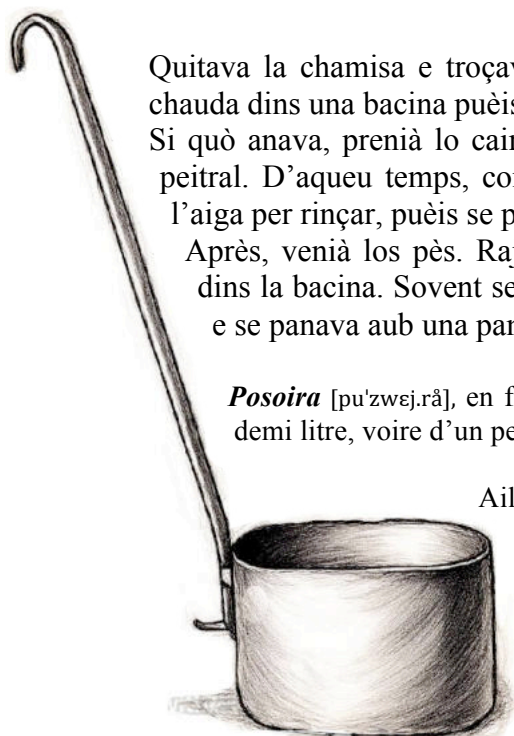 Quitava la chamisa e troçav
chauda dins una bacina puèis
Si quò anava, prenià lo cair
peitral. D’aqueu temps, cor
l’aiga per rinçar, puèis se p
Après, venià los pès. Raj
dins la bacina. Sovent se
e se panava aub una par
Posoira [pu'zwɛj.rå], en f
demi litre, voire d’un pe
Ail